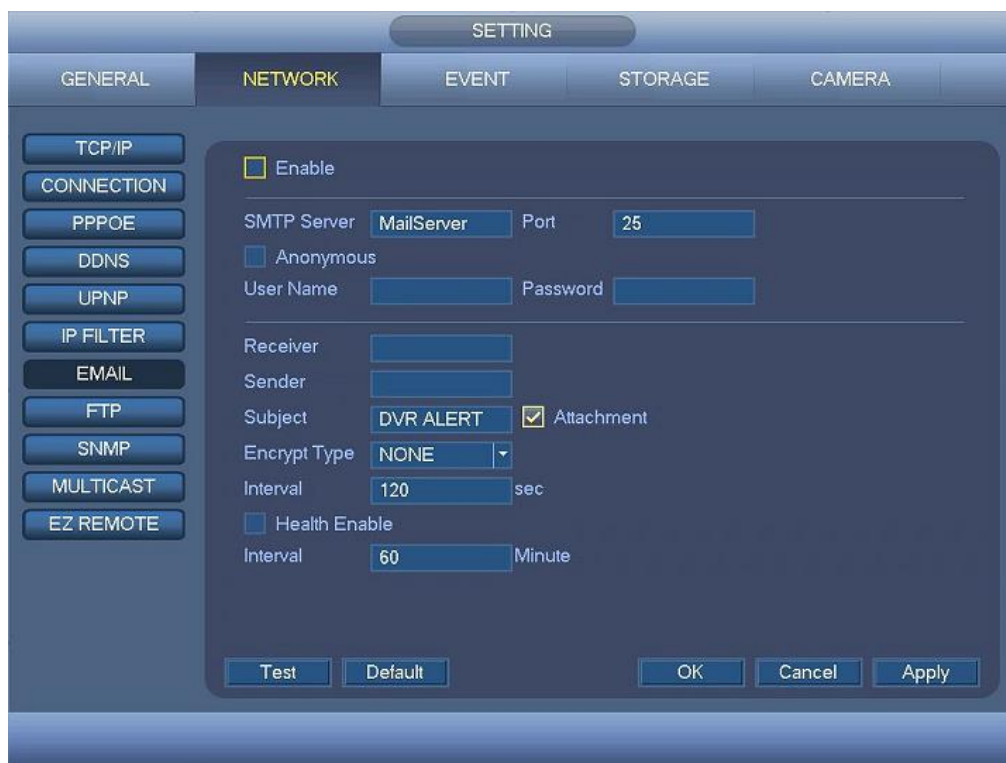 SETTING
GENERAL NETWORK EVENT STORAGE CAMERA
TCP/IP
CONNECTION
PPPOE
DDNS
UPNP
IP FILTER
EMAIL
FTP
SNMP
MULTICAST
EZ REMOTE
Enable
SMTP Server MailServer Port 25
Anonymous
User Name Password
Receiver
Sender
Subject DVR ALERT Attachment
Encrypt Type NONE
Interval 120 sec
Health Enable
Interval 60 Minute
Test Default OK Cancel Apply